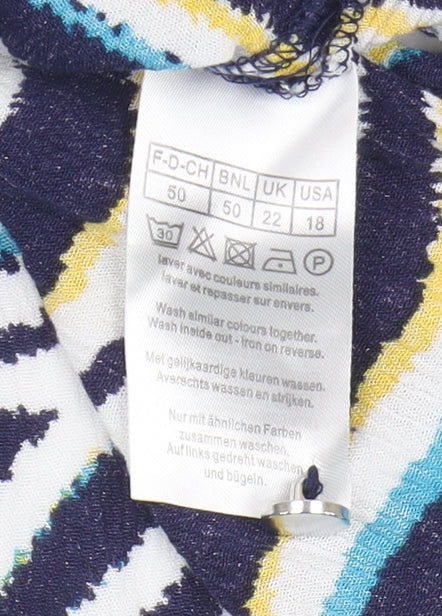 F-D-CH BNL UK USA
50 50 22 18
30 P
laver avec couleurs similaires.
laver et repasser sur envers.
Wash similar colours together.
Wash inside out - iron on reverse.
Met gelijkaardige kleuren wassen.
Averechts wassen en strijken.
Nur mit ähnlichen Farben
zusammen waschen.
Auf links gedreht waschen
und bügeln.